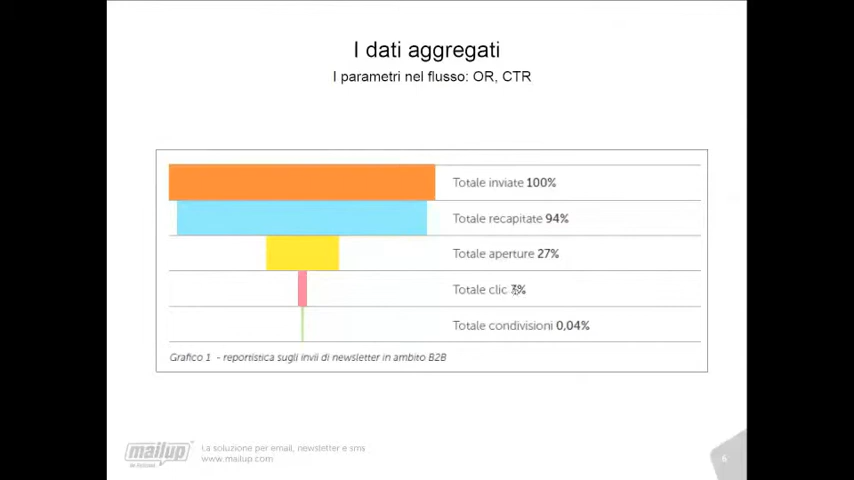 I dati aggregati
I parametri nel flusso: OR, CTR
Totale inviate 100%
Totale recapitate 94%
Totale aperture 27%
Totale clic 3%
Totale condivisioni 0,04%
Grafico 1 - reportistica sugli invii di newsletter in ambito B2B
mailup
La soluzione per email, newsletter e sms
www.mailup.com
6